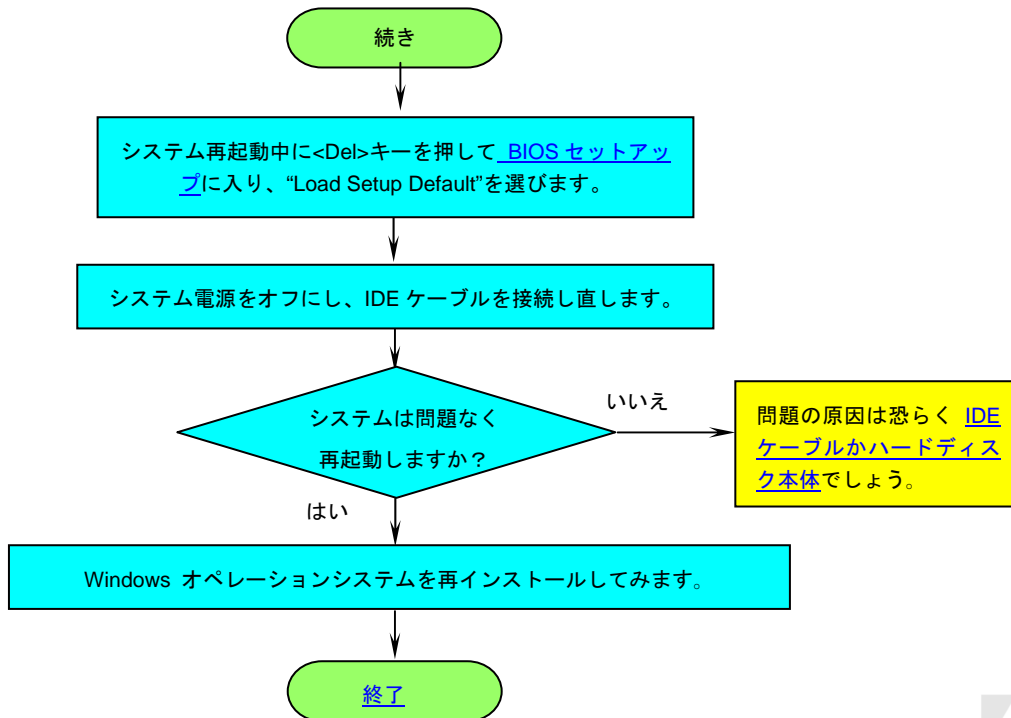 続き
システム再起動中に<Del>キーを押して BIOS セットアッ
プに入り、“Load Setup Default”を選びます。
システム電源をオフにし、IDE ケーブルを接続し直します。
システムは問題なく
再起動しますか?
いいえ
問題の原因は恐らく IDE
ケーブルかハードディス
ク本体でしょう。
はい
Windows オペレーションシステムを再インストールしてみます。
終了